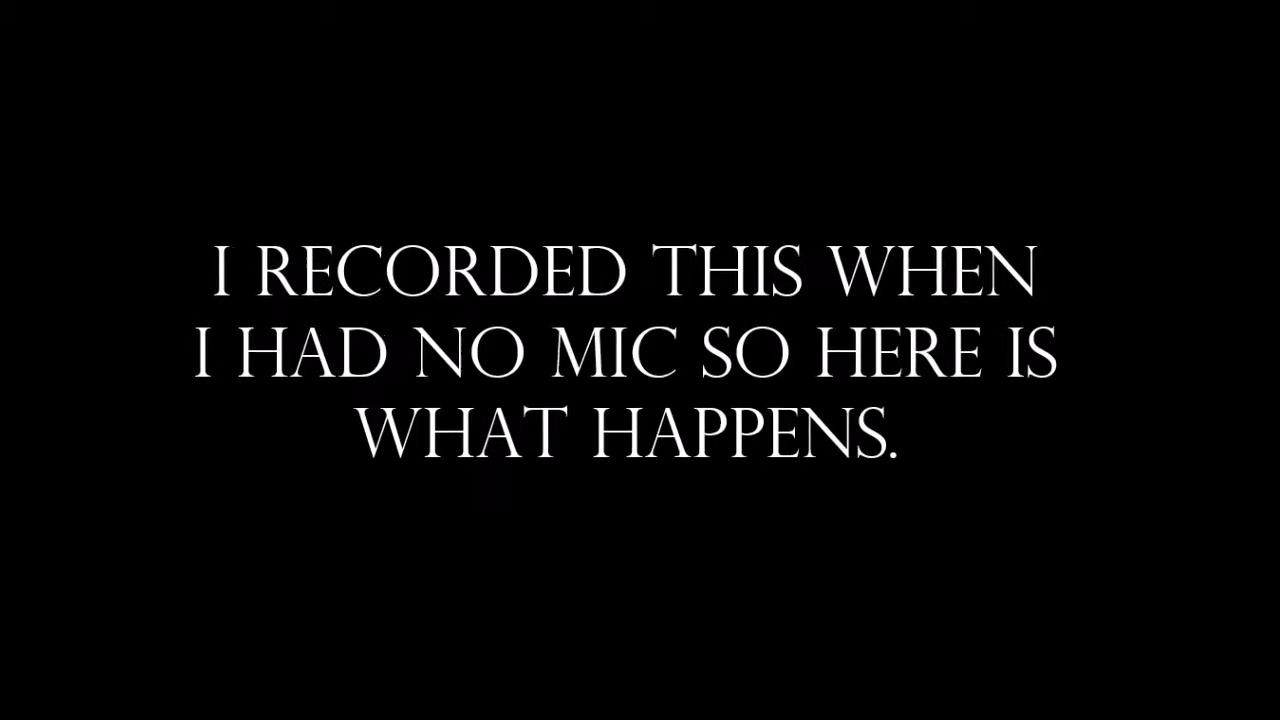 I RECORDED THIS WHEN
I HAD NO MIC SO HERE IS
WHAT HAPPENS.